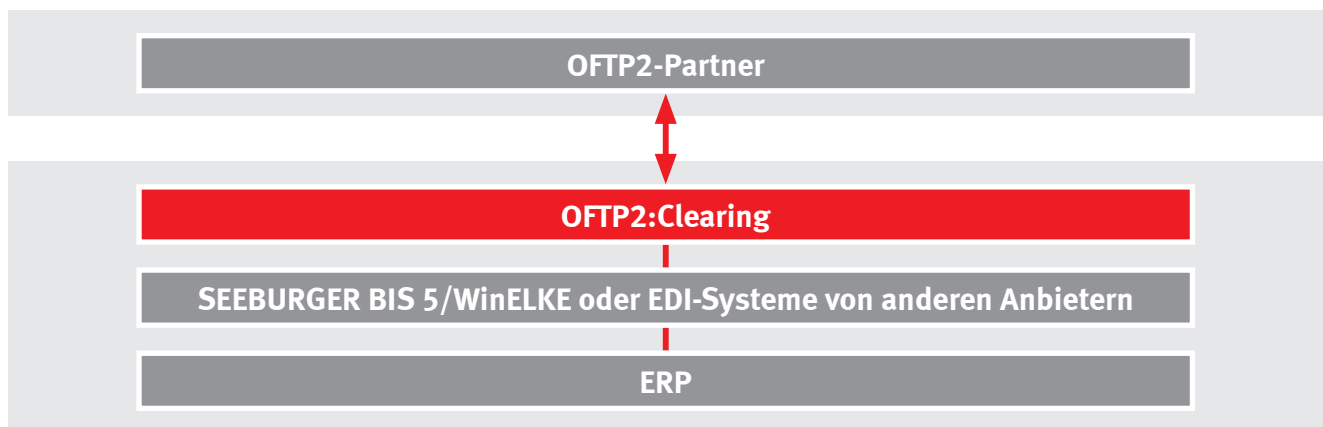 OFTP2-Partner
OFTP2:Clearing
SEEBURGER BIS 5/WinELKE oder EDI-Systeme von anderen Anbietern
ERP